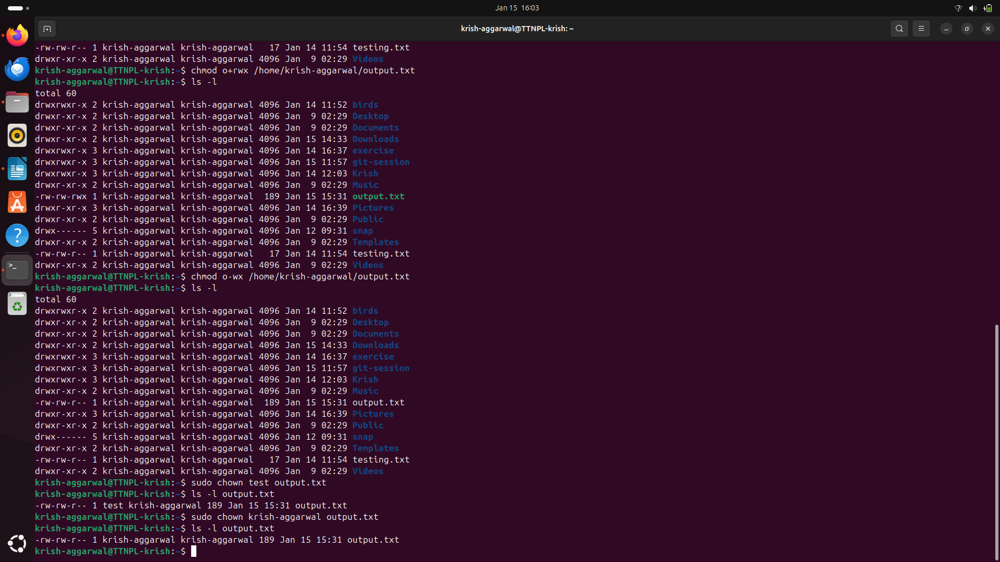 Jan 15  16:03
krish-aggarwal@TTNPL-krish: ~
-rw-rw-r-- 1 krish-aggarwal krish-aggarwal   17 Jan 14 11:54 testing.txt
drwxr-xr-x 2 krish-aggarwal krish-aggarwal 4096 Jan  9 02:29 Videos
krish-aggarwal@TTNPL-krish:~$ chmod o+rwx /home/krish-aggarwal/output.txt
krish-aggarwal@TTNPL-krish:~$ ls -l
total 60
drwxrwxr-x 2 krish-aggarwal krish-aggarwal 4096 Jan 14 11:52 birds
drwxr-xr-x 2 krish-aggarwal krish-aggarwal 4096 Jan  9 02:29 Desktop
drwxr-xr-x 2 krish-aggarwal krish-aggarwal 4096 Jan  9 02:29 Documents
drwxr-xr-x 2 krish-aggarwal krish-aggarwal 4096 Jan 15 14:33 Downloads
drwxrwxr-x 3 krish-aggarwal krish-aggarwal 4096 Jan 14 16:37 exercise
drwxrwxr-x 3 krish-aggarwal krish-aggarwal 4096 Jan 15 11:57 git-session
drwxrwxr-x 3 krish-aggarwal krish-aggarwal 4096 Jan 14 12:03 Krish
drwxr-xr-x 2 krish-aggarwal krish-aggarwal 4096 Jan  9 02:29 Music
-rw-rw-rwx 1 krish-aggarwal krish-aggarwal  189 Jan 15 15:31 output.txt
drwxr-xr-x 3 krish-aggarwal krish-aggarwal 4096 Jan 14 16:39 Pictures
drwxr-xr-x 2 krish-aggarwal krish-aggarwal 4096 Jan  9 02:29 Public
drwx------ 5 krish-aggarwal krish-aggarwal 4096 Jan 12 09:31 snap
drwxr-xr-x 2 krish-aggarwal krish-aggarwal 4096 Jan  9 02:29 Templates
-rw-rw-r-- 1 krish-aggarwal krish-aggarwal   17 Jan 14 11:54 testing.txt
drwxr-xr-x 2 krish-aggarwal krish-aggarwal 4096 Jan  9 02:29 Videos
krish-aggarwal@TTNPL-krish:~$ chmod o-wx /home/krish-aggarwal/output.txt
krish-aggarwal@TTNPL-krish:~$ ls -l
total 60
drwxrwxr-x 2 krish-aggarwal krish-aggarwal 4096 Jan 14 11:52 birds
drwxr-xr-x 2 krish-aggarwal krish-aggarwal 4096 Jan  9 02:29 Desktop
drwxr-xr-x 2 krish-aggarwal krish-aggarwal 4096 Jan  9 02:29 Documents
drwxr-xr-x 2 krish-aggarwal krish-aggarwal 4096 Jan 15 14:33 Downloads
drwxrwxr-x 3 krish-aggarwal krish-aggarwal 4096 Jan 14 16:37 exercise
drwxrwxr-x 3 krish-aggarwal krish-aggarwal 4096 Jan 15 11:57 git-session
drwxrwxr-x 3 krish-aggarwal krish-aggarwal 4096 Jan 14 12:03 Krish
drwxr-xr-x 2 krish-aggarwal krish-aggarwal 4096 Jan  9 02:29 Music
-rw-rw-r-- 1 krish-aggarwal krish-aggarwal  189 Jan 15 15:31 output.txt
drwxr-xr-x 3 krish-aggarwal krish-aggarwal 4096 Jan 14 16:39 Pictures
drwxr-xr-x 2 krish-aggarwal krish-aggarwal 4096 Jan  9 02:29 Public
drwx------ 5 krish-aggarwal krish-aggarwal 4096 Jan 12 09:31 snap
drwxr-xr-x 2 krish-aggarwal krish-aggarwal 4096 Jan  9 02:29 Templates
-rw-rw-r-- 1 krish-aggarwal krish-aggarwal   17 Jan 14 11:54 testing.txt
drwxr-xr-x 2 krish-aggarwal krish-aggarwal 4096 Jan  9 02:29 Videos
krish-aggarwal@TTNPL-krish:~$ sudo chown test output.txt
krish-aggarwal@TTNPL-krish:~$ ls -l output.txt
-rw-rw-r-- 1 test krish-aggarwal 189 Jan 15 15:31 output.txt
krish-aggarwal@TTNPL-krish:~$ sudo chown krish-aggarwal output.txt
krish-aggarwal@TTNPL-krish:~$ ls -l output.txt
-rw-rw-r-- 1 krish-aggarwal krish-aggarwal 189 Jan 15 15:31 output.txt
krish-aggarwal@TTNPL-krish:~$